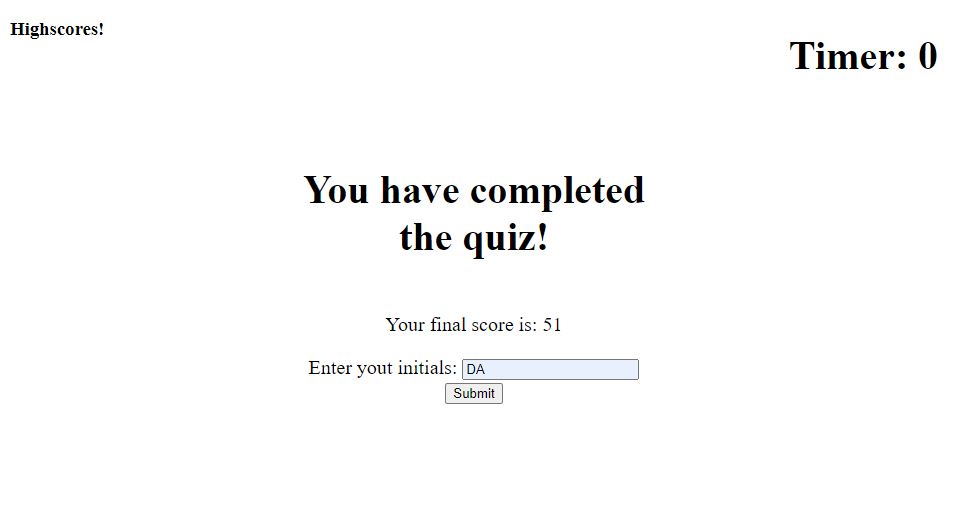 Highscores!
Timer: 0
You have completed
the quiz!
Your final score is: 51
Enter yout initials: DA
Submit